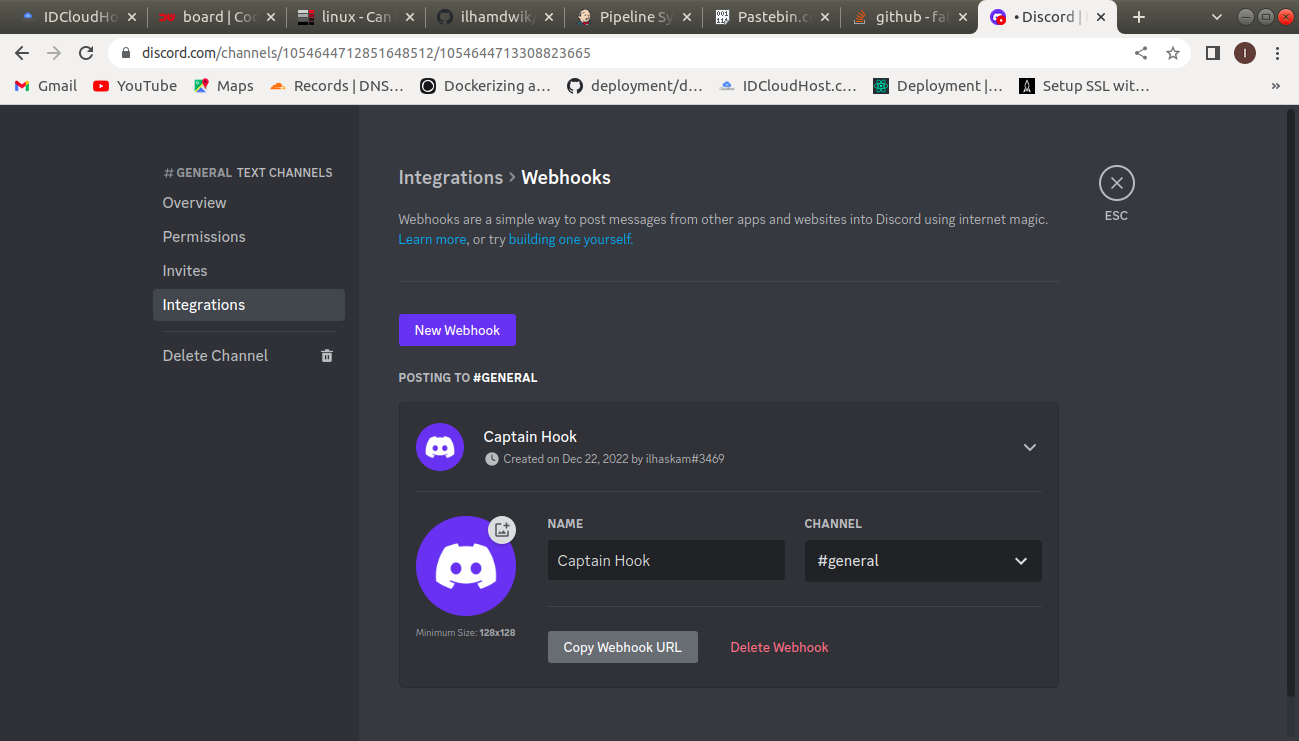 IDCloudHo
board | Coo
linux - Can
ilhamdwik
Pipeline Sy
Pastebin.c
github - fat
• Discord |
discord.com/channels/1054644712851648512/1054644713308823665
I
Gmail
YouTube
Maps
Records | DNS...
Dockerizing a...
deployment/d...
IDCloudHost.c...
Deployment |...
Setup SSL wit...
»
# GENERAL TEXT CHANNELS
Overview
Permissions
Invites
Integrations
Delete Channel
Integrations > Webhooks
ESC
Webhooks are a simple way to post messages from other apps and websites into Discord using internet magic.
Learn more, or try building one yourself.
New Webhook
POSTING TO #GENERAL
Captain Hook
Created on Dec 22, 2022 by ilhaskam#3469
NAME
CHANNEL
Captain Hook
#general
Minimum Size: 128x128
Copy Webhook URL
Delete Webhook